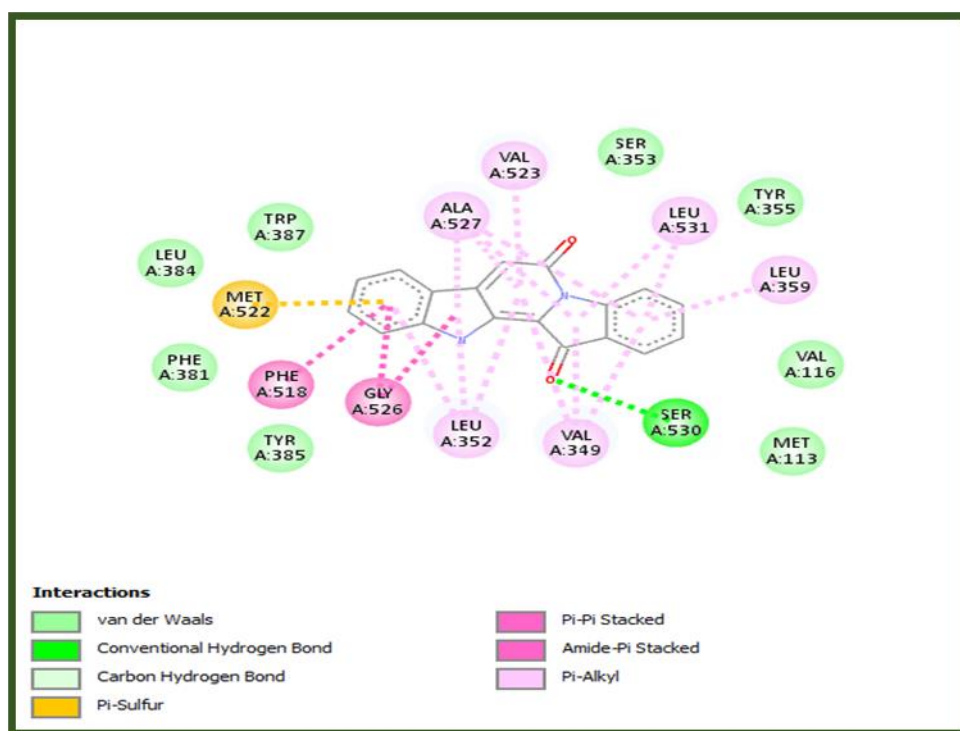 SER
A:353
VAL
A:523
TYR
A:355
ALA
A:527
LEU
A:531
TRP
A:387
O
LEU
A:384
LEU
A:359
MET
A:522
N
N
O
PHE
A:381
VAL
A:116
PHE
A:518
GLY
A:526
SER
A:530
LEU
A:352
VAL
A:349
TYR
A:385
MET
A:113
Interactions
van der Waals
Conventional Hydrogen Bond
Carbon Hydrogen Bond
Pi-Sulfur
Pi-Pi Stacked
Amide-Pi Stacked
Pi-Alkyl